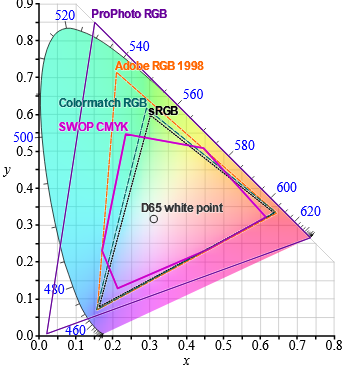 0.9
ProPhoto RGB
520
0.8
540
0.7
Adobe RGB 1998
560
Colormatch RGB
sRGB
0.6
SWOP CMYK
500
580
0.5
y
0.4
600
D65 white point
620
0.3
0.2
480
0.1
460
0.0
0.0 0.1 0.2 0.3 0.4 0.5 0.6 0.7 0.8
x